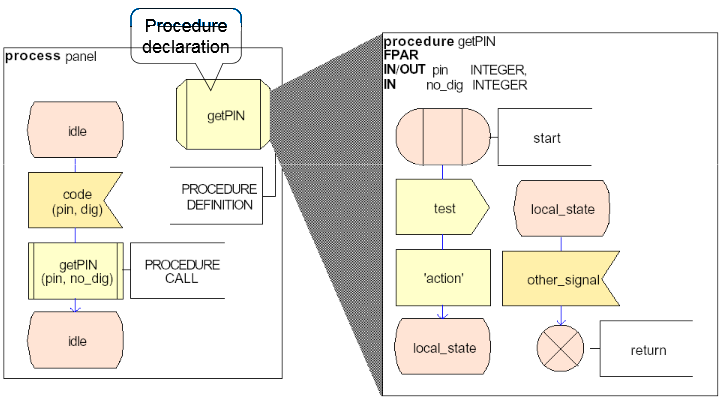 Procedure
declaration
process panel
idle
code
(pin, dig)
getPIN
(pin, no_dig)
idle
getPIN
PROCEDURE
DEFINITION
PROCEDURE
CALL
procedure getPIN
FPAR
IN/OUT pin INTEGER,
IN no_dig INTEGER
start
test
'action'
local_state
local_state
other_signal
return